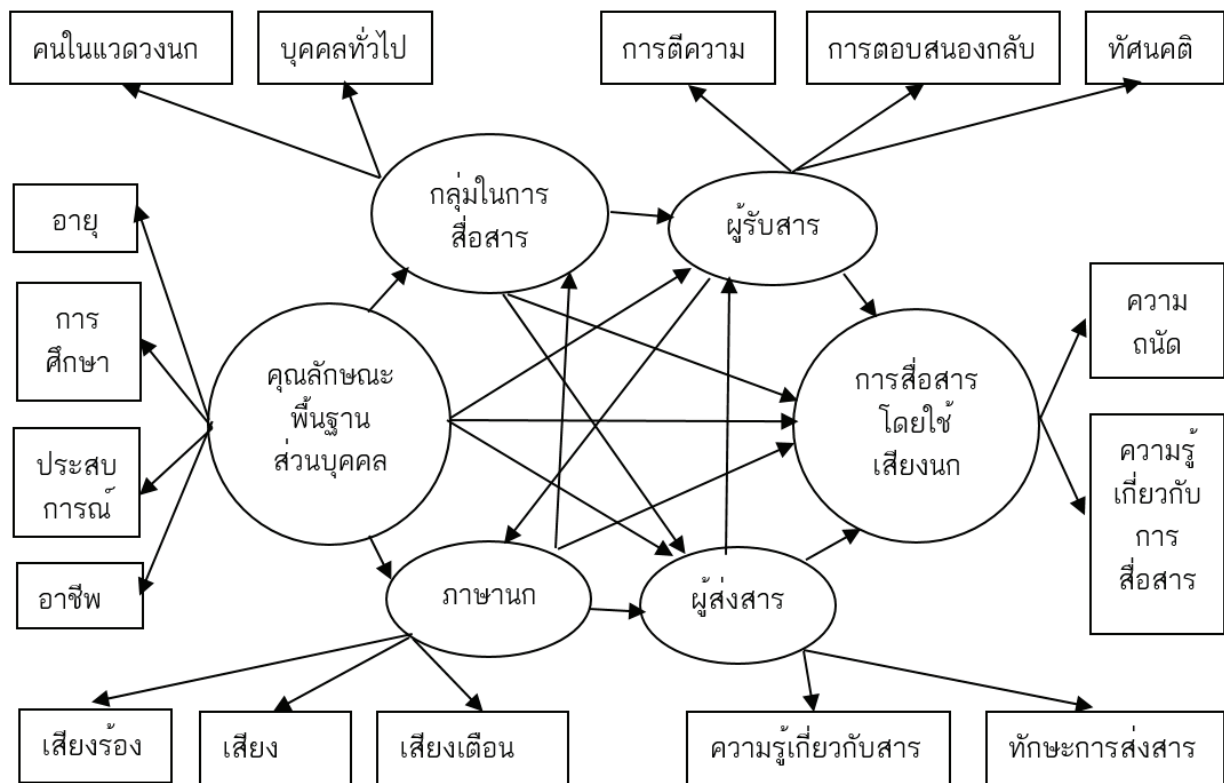 คนในแวดวงนก
บุคคลทั่วไป
การตีความ
การตอบสนองกลับ
ทัศนคติ
กลุ่มในการ
สื่อสาร
ผู้รับสาร
อายุ
การ
ศึกษา
ประสบ
การณ์
อาชีพ
คุณลักษณะ
พื้นฐาน
ส่วนบุคคล
การสื่อสาร
โดยใช้
เสียงนก
ความ
ถนัด
ความรู้
เกี่ยวกับ
การ
สื่อสาร
ภาษานก
ผู้ส่งสาร
เสียงร้อง
เสียง
เสียงเตือน
ความรู้เกี่ยวกับสาร
ทักษะการส่งสาร